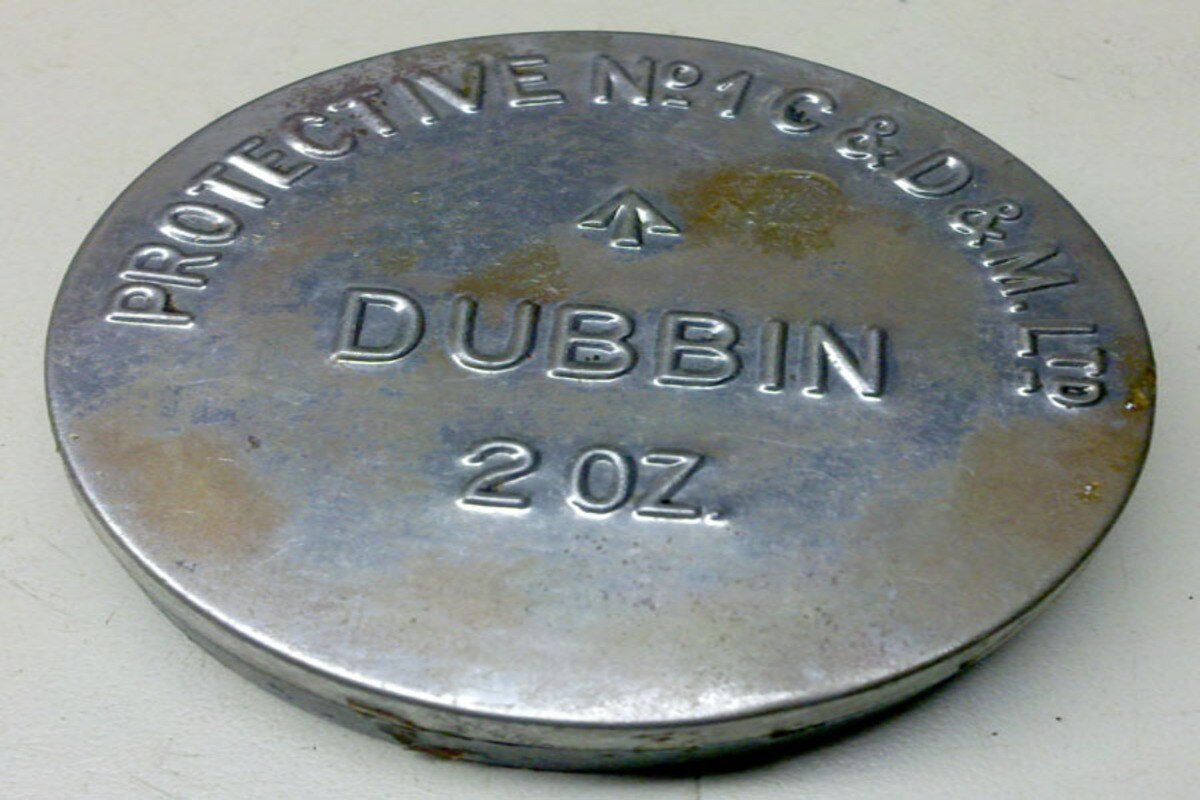 PROTECTIVE Nº1 C & D & M. LTD
DUBBIN
2 OZ.